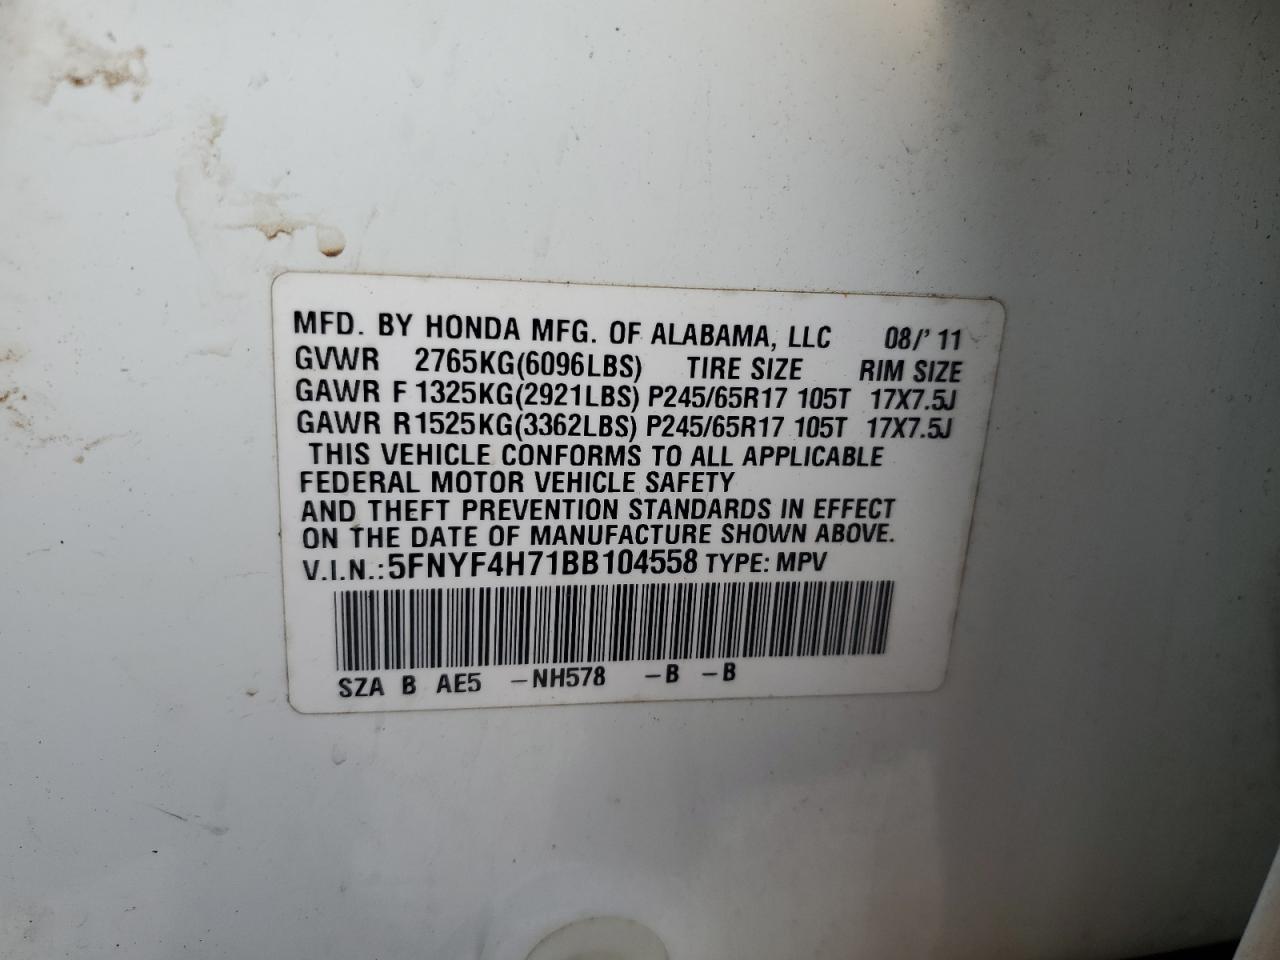 MFD. BY HONDA MFG. OF ALABAMA, LLC 08/'11
GVWR 2765KG(6096LBS) TIRE SIZE RIM SIZE
GAWR F 1325KG(2921LBS) P245/65R17 105T 17X7.5J
GAWR R 1525KG(3362LBS) P245/65R17 105T 17X7.5J
THIS VEHICLE CONFORMS TO ALL APPLICABLE
FEDERAL MOTOR VEHICLE SAFETY
AND THEFT PREVENTION STANDARDS IN EFFECT
ON THE DATE OF MANUFACTURE SHOWN ABOVE.
V.I.N.:5FNYF4H71BB104558 TYPE: MPV
SZA B AE5 -NH578 -B -B